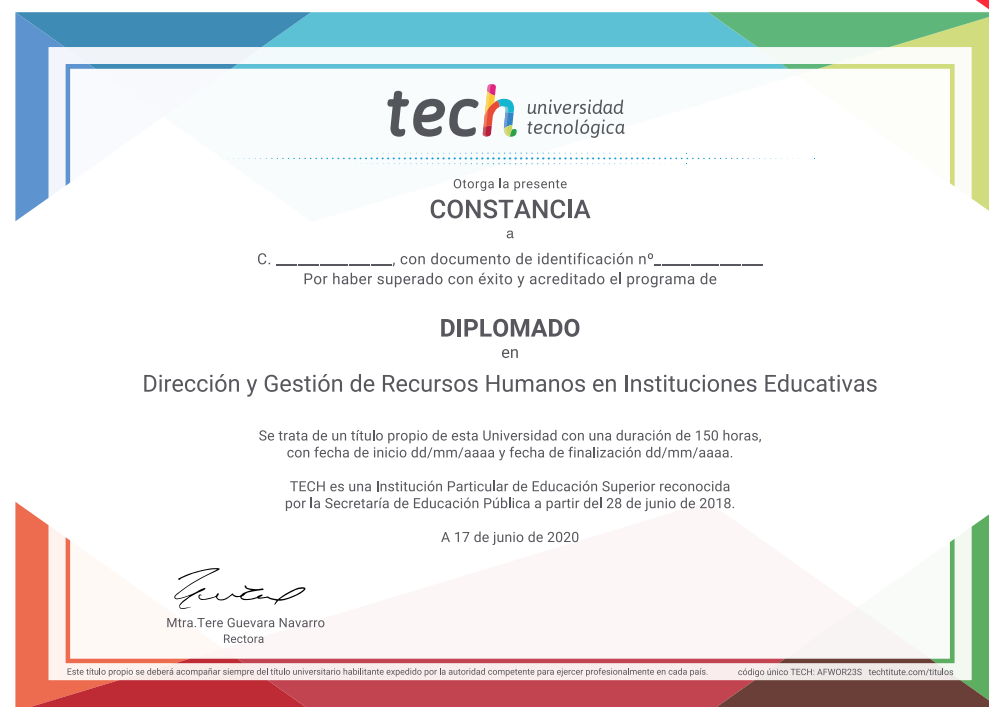 tech universidad
tecnológica
Otorga la presente
CONSTANCIA
a
C. ______________, con documento de identificación nº_____________
Por haber superado con éxito y acreditado el programa de
DIPLOMADO
en
Dirección y Gestión de Recursos Humanos en Instituciones Educativas
Se trata de un título propio de esta Universidad con una duración de 150 horas,
con fecha de inicio dd/mm/aaaa y fecha de finalización dd/mm/aaaa.
TECH es una Institución Particular de Educación Superior reconocida
por la Secretaría de Educación Pública a partir del 28 de junio de 2018.
A 17 de junio de 2020
Mtra.Tere Guevara Navarro
Rectora
Este título propio se deberá acompañar siempre del título universitario habilitante expedido por la autoridad competente para ejercer profesionalmente en cada país. código único TECH: AFWOR23S techtitute.com/titulos